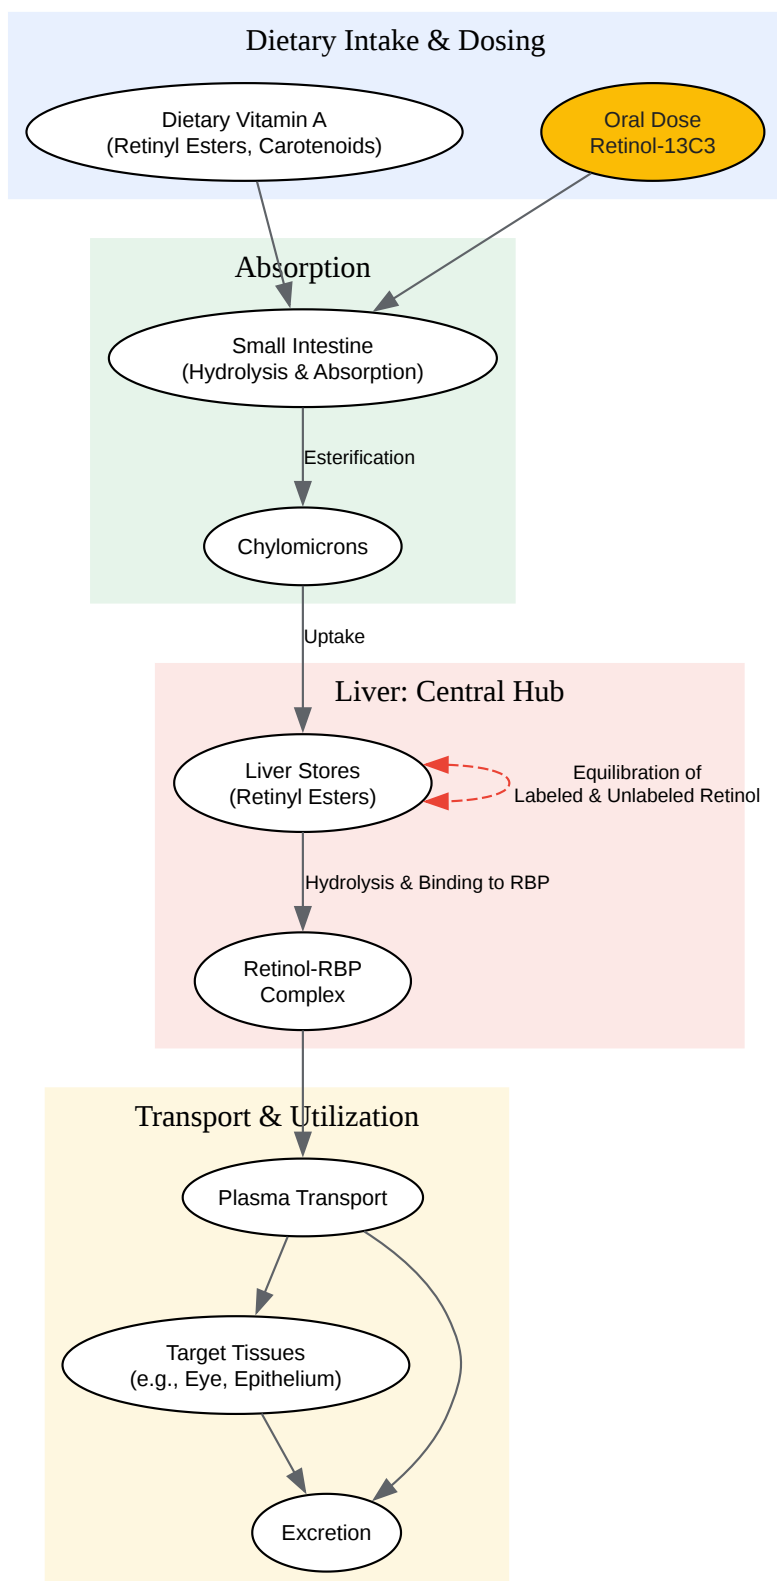 Dietary Intake & Dosing
Dietary Vitamin A
(Retinyl Esters, Carotenoids)
Oral Dose
Retinol-13C3
Absorption
Small Intestine
(Hydrolysis & Absorption)
Esterification
Chylomicrons
Uptake
Liver: Central Hub
Liver Stores
(Retinyl Esters)
Equilibration of
Labeled & Unlabeled Retinol
Hydrolysis & Binding to RBP
Retinol-RBP
Complex
Transport & Utilization
Plasma Transport
Target Tissues
(e.g., Eye, Epithelium)
Excretion